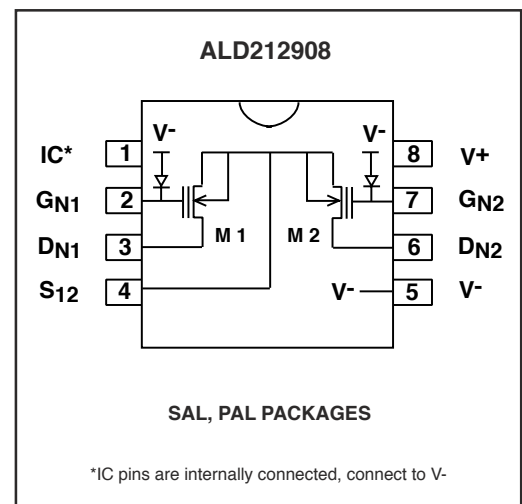 ALD212908
V- V-
IC* 1 8 V+
GN1 2 7 GN2
M 1 M 2
DN1 3 6 DN2
S12 4 V- 5 V-
SAL, PAL PACKAGES
*IC pins are internally connected, connect to V-